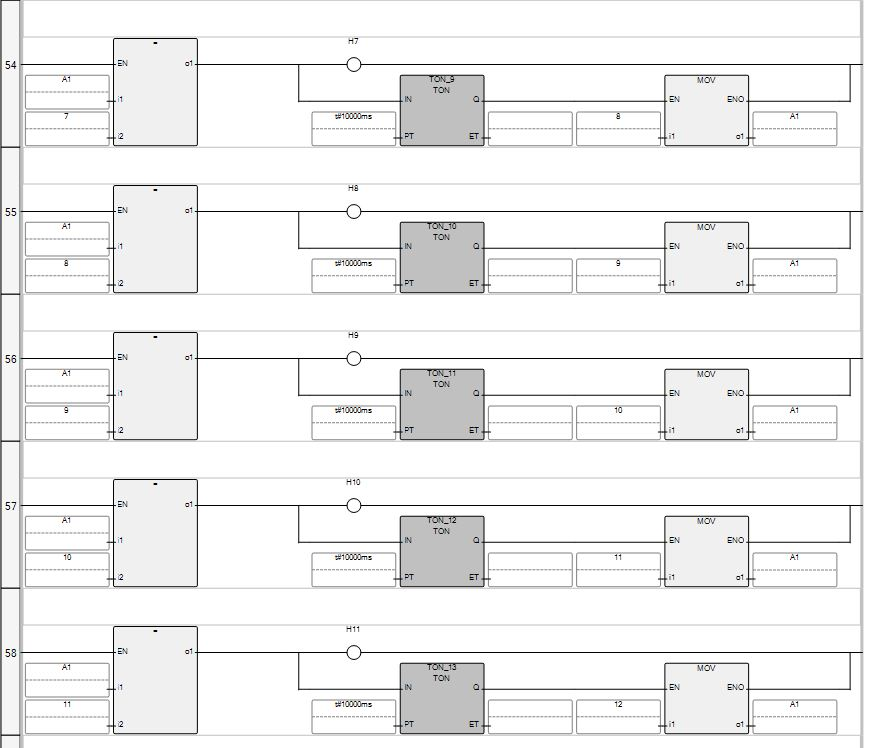 54
=
EN o1
A1
i1
7
i2
H7
TON_9
TON
IN Q
t#10000ms
PT ET
MOV
EN ENO
8
i1 o1
A1
55
=
EN o1
A1
i1
8
i2
H8
TON_10
TON
IN Q
t#10000ms
PT ET
MOV
EN ENO
9
i1 o1
A1
56
=
EN o1
A1
i1
9
i2
H9
TON_11
TON
IN Q
t#10000ms
PT ET
MOV
EN ENO
10
i1 o1
A1
57
=
EN o1
A1
i1
10
i2
H10
TON_12
TON
IN Q
t#10000ms
PT ET
MOV
EN ENO
11
i1 o1
A1
58
=
EN o1
A1
i1
11
i2
H11
TON_13
TON
IN Q
t#10000ms
PT ET
MOV
EN ENO
12
i1 o1
A1